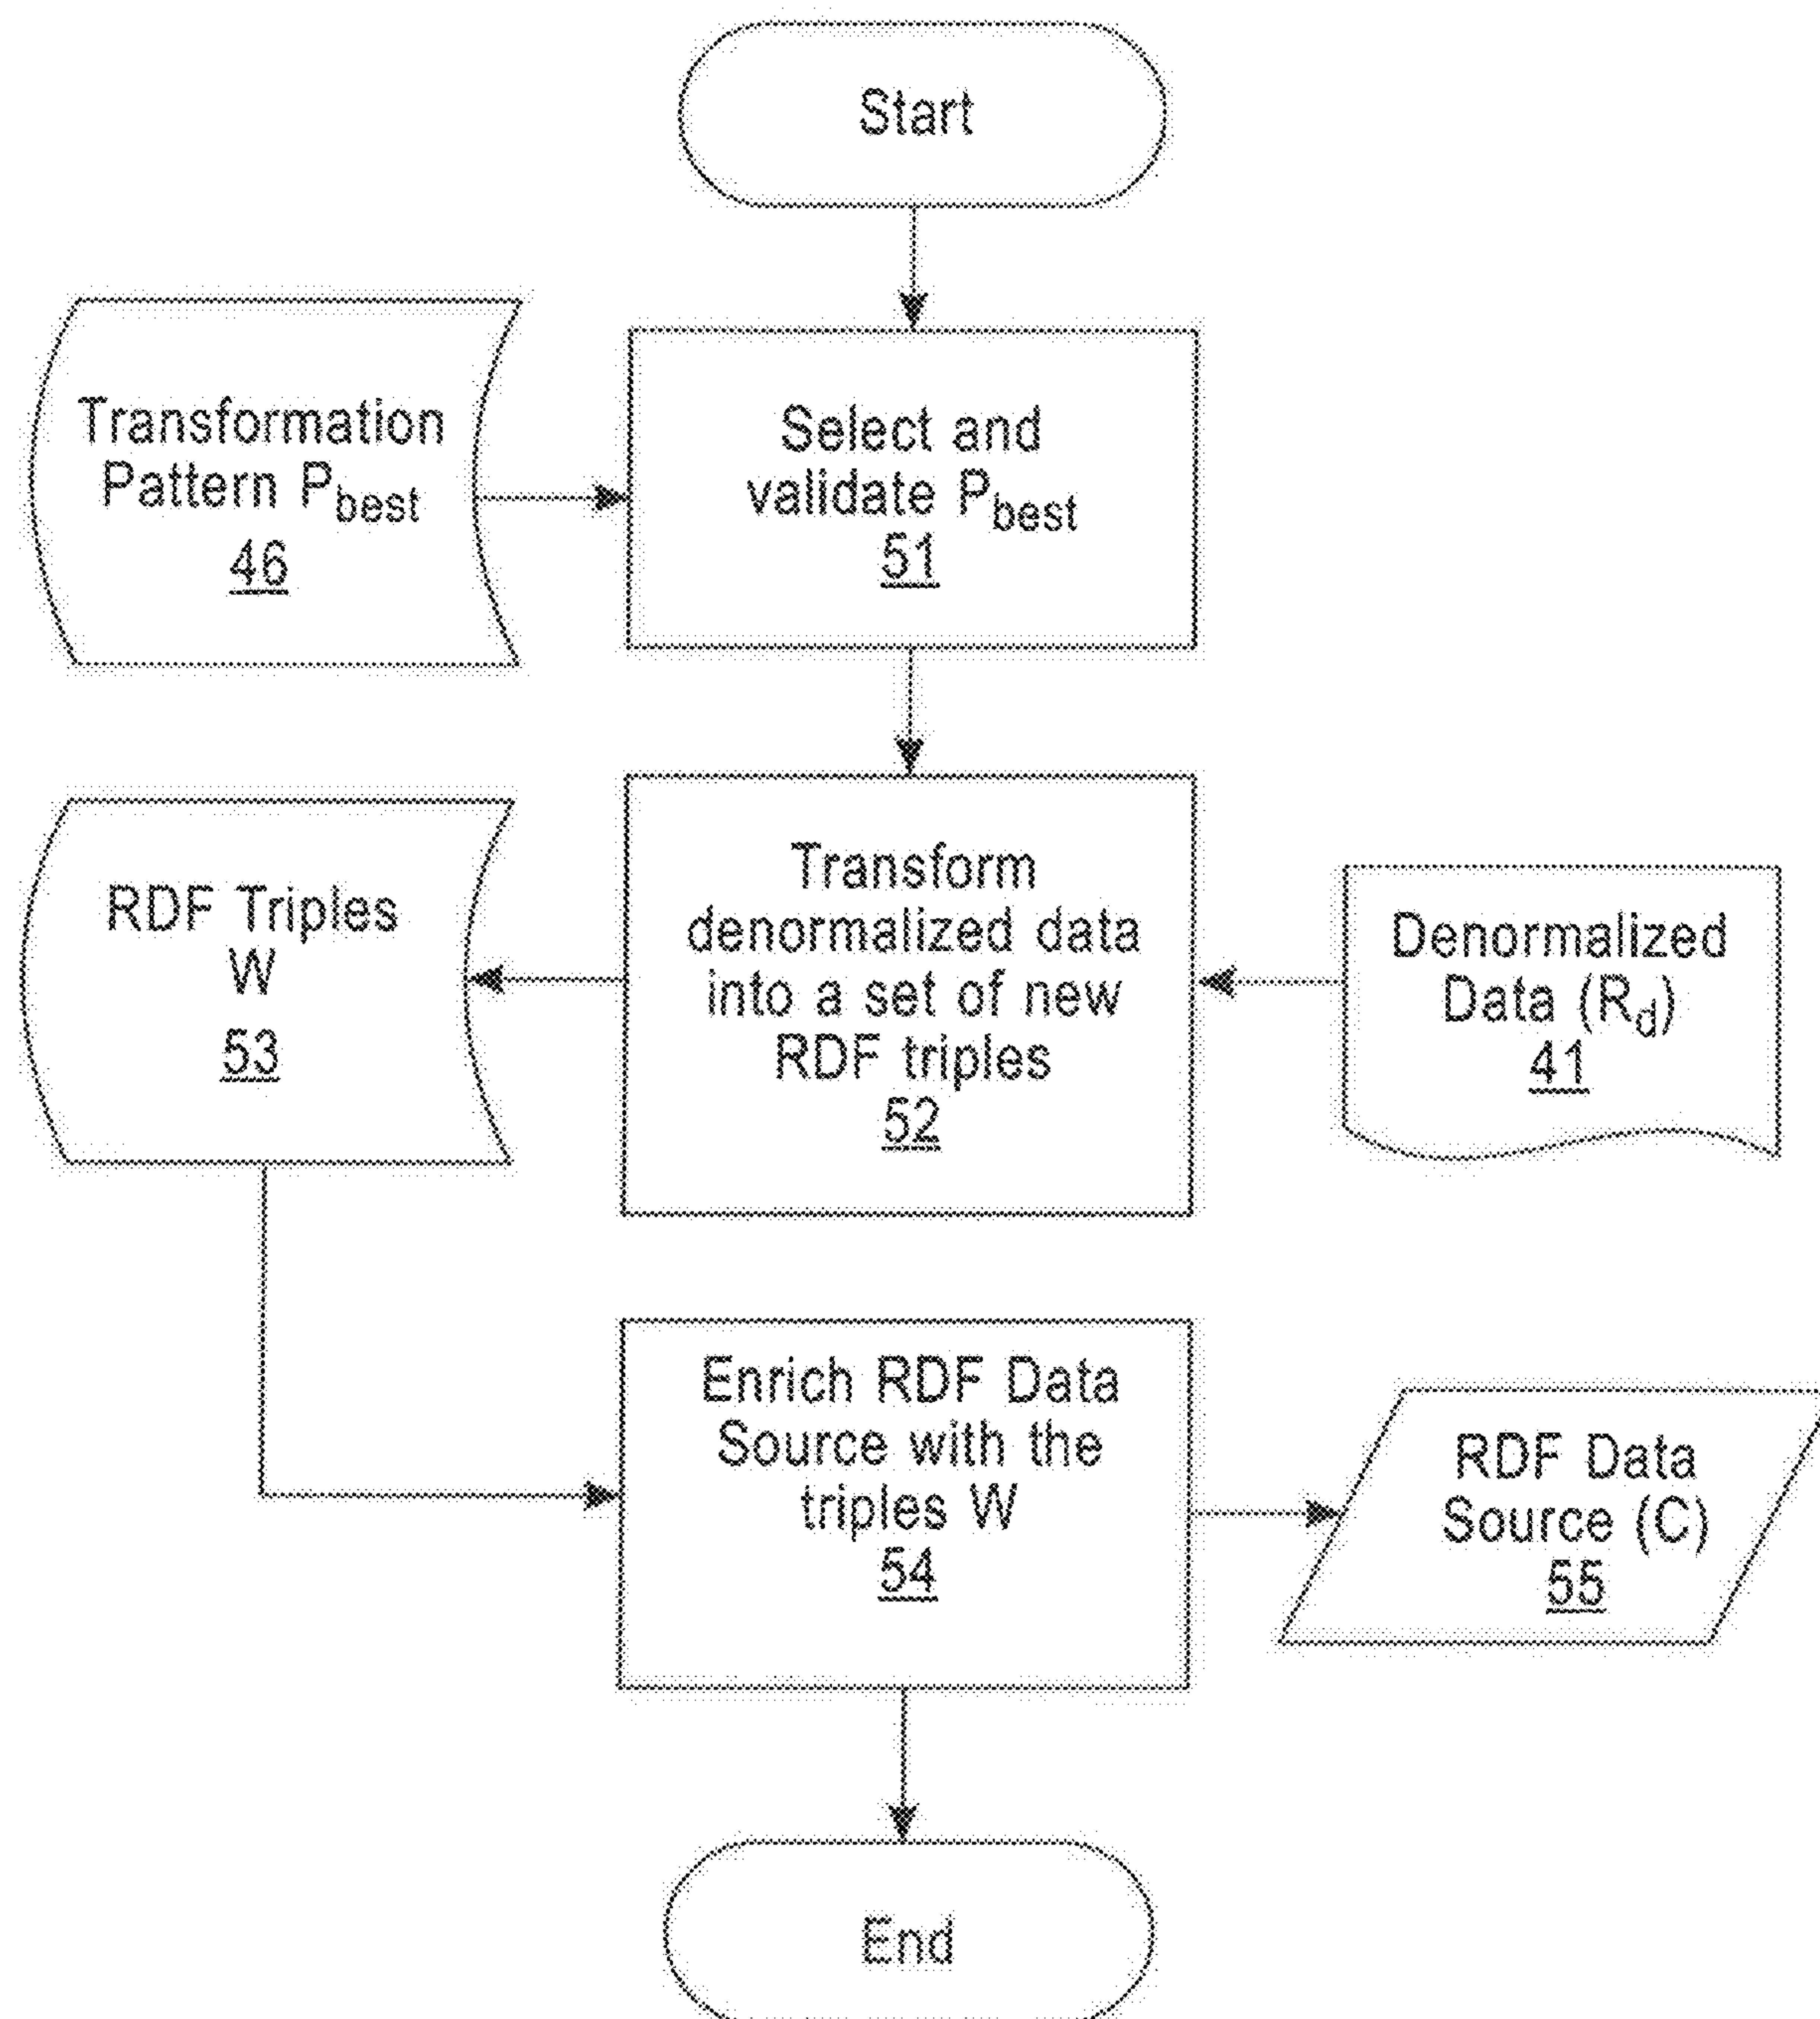 Start
Transformation
Pattern Pbest
46
Select and
validate Pbest
51
RDF Triples
W
53
Transform
denormalized data
into a set of new
RDF triples
52
Denormalized
Data (Rd)
41
Enrich RDF Data
Source with the
triples W
54
RDF Data
Source (C)
55
End